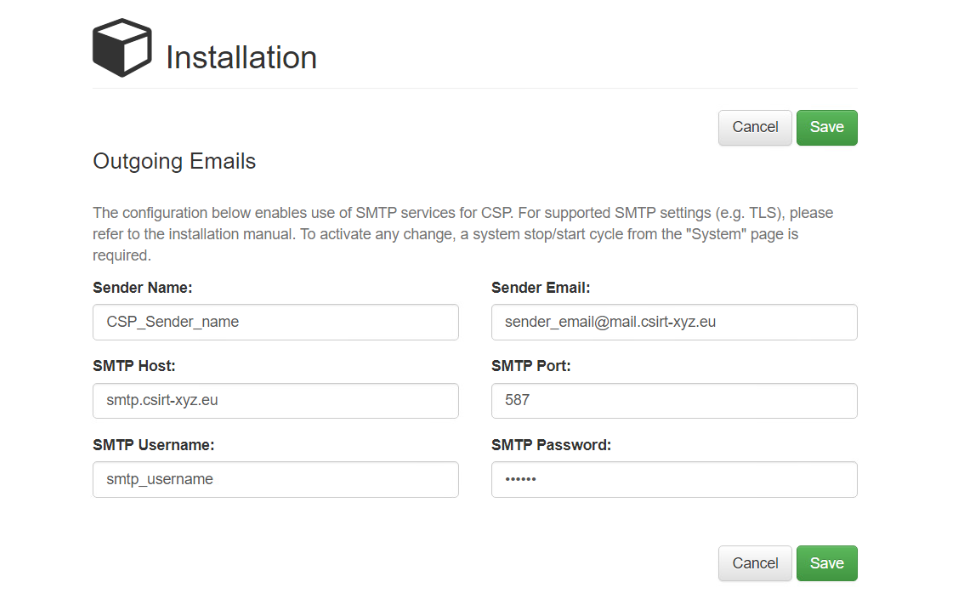 Installation
Cancel
Save
Outgoing Emails
The configuration below enables use of SMTP services for CSP. For supported SMTP settings (e.g. TLS), please
refer to the installation manual. To activate any change, a system stop/start cycle from the "System" page is
required.
Sender Name:
Sender Email:
CSP_Sender_name
sender_email@mail.csirt-xyz.eu
SMTP Host:
SMTP Port:
smtp.csirt-xyz.eu
587
SMTP Username:
SMTP Password:
smtp_username
••••••
Cancel
Save